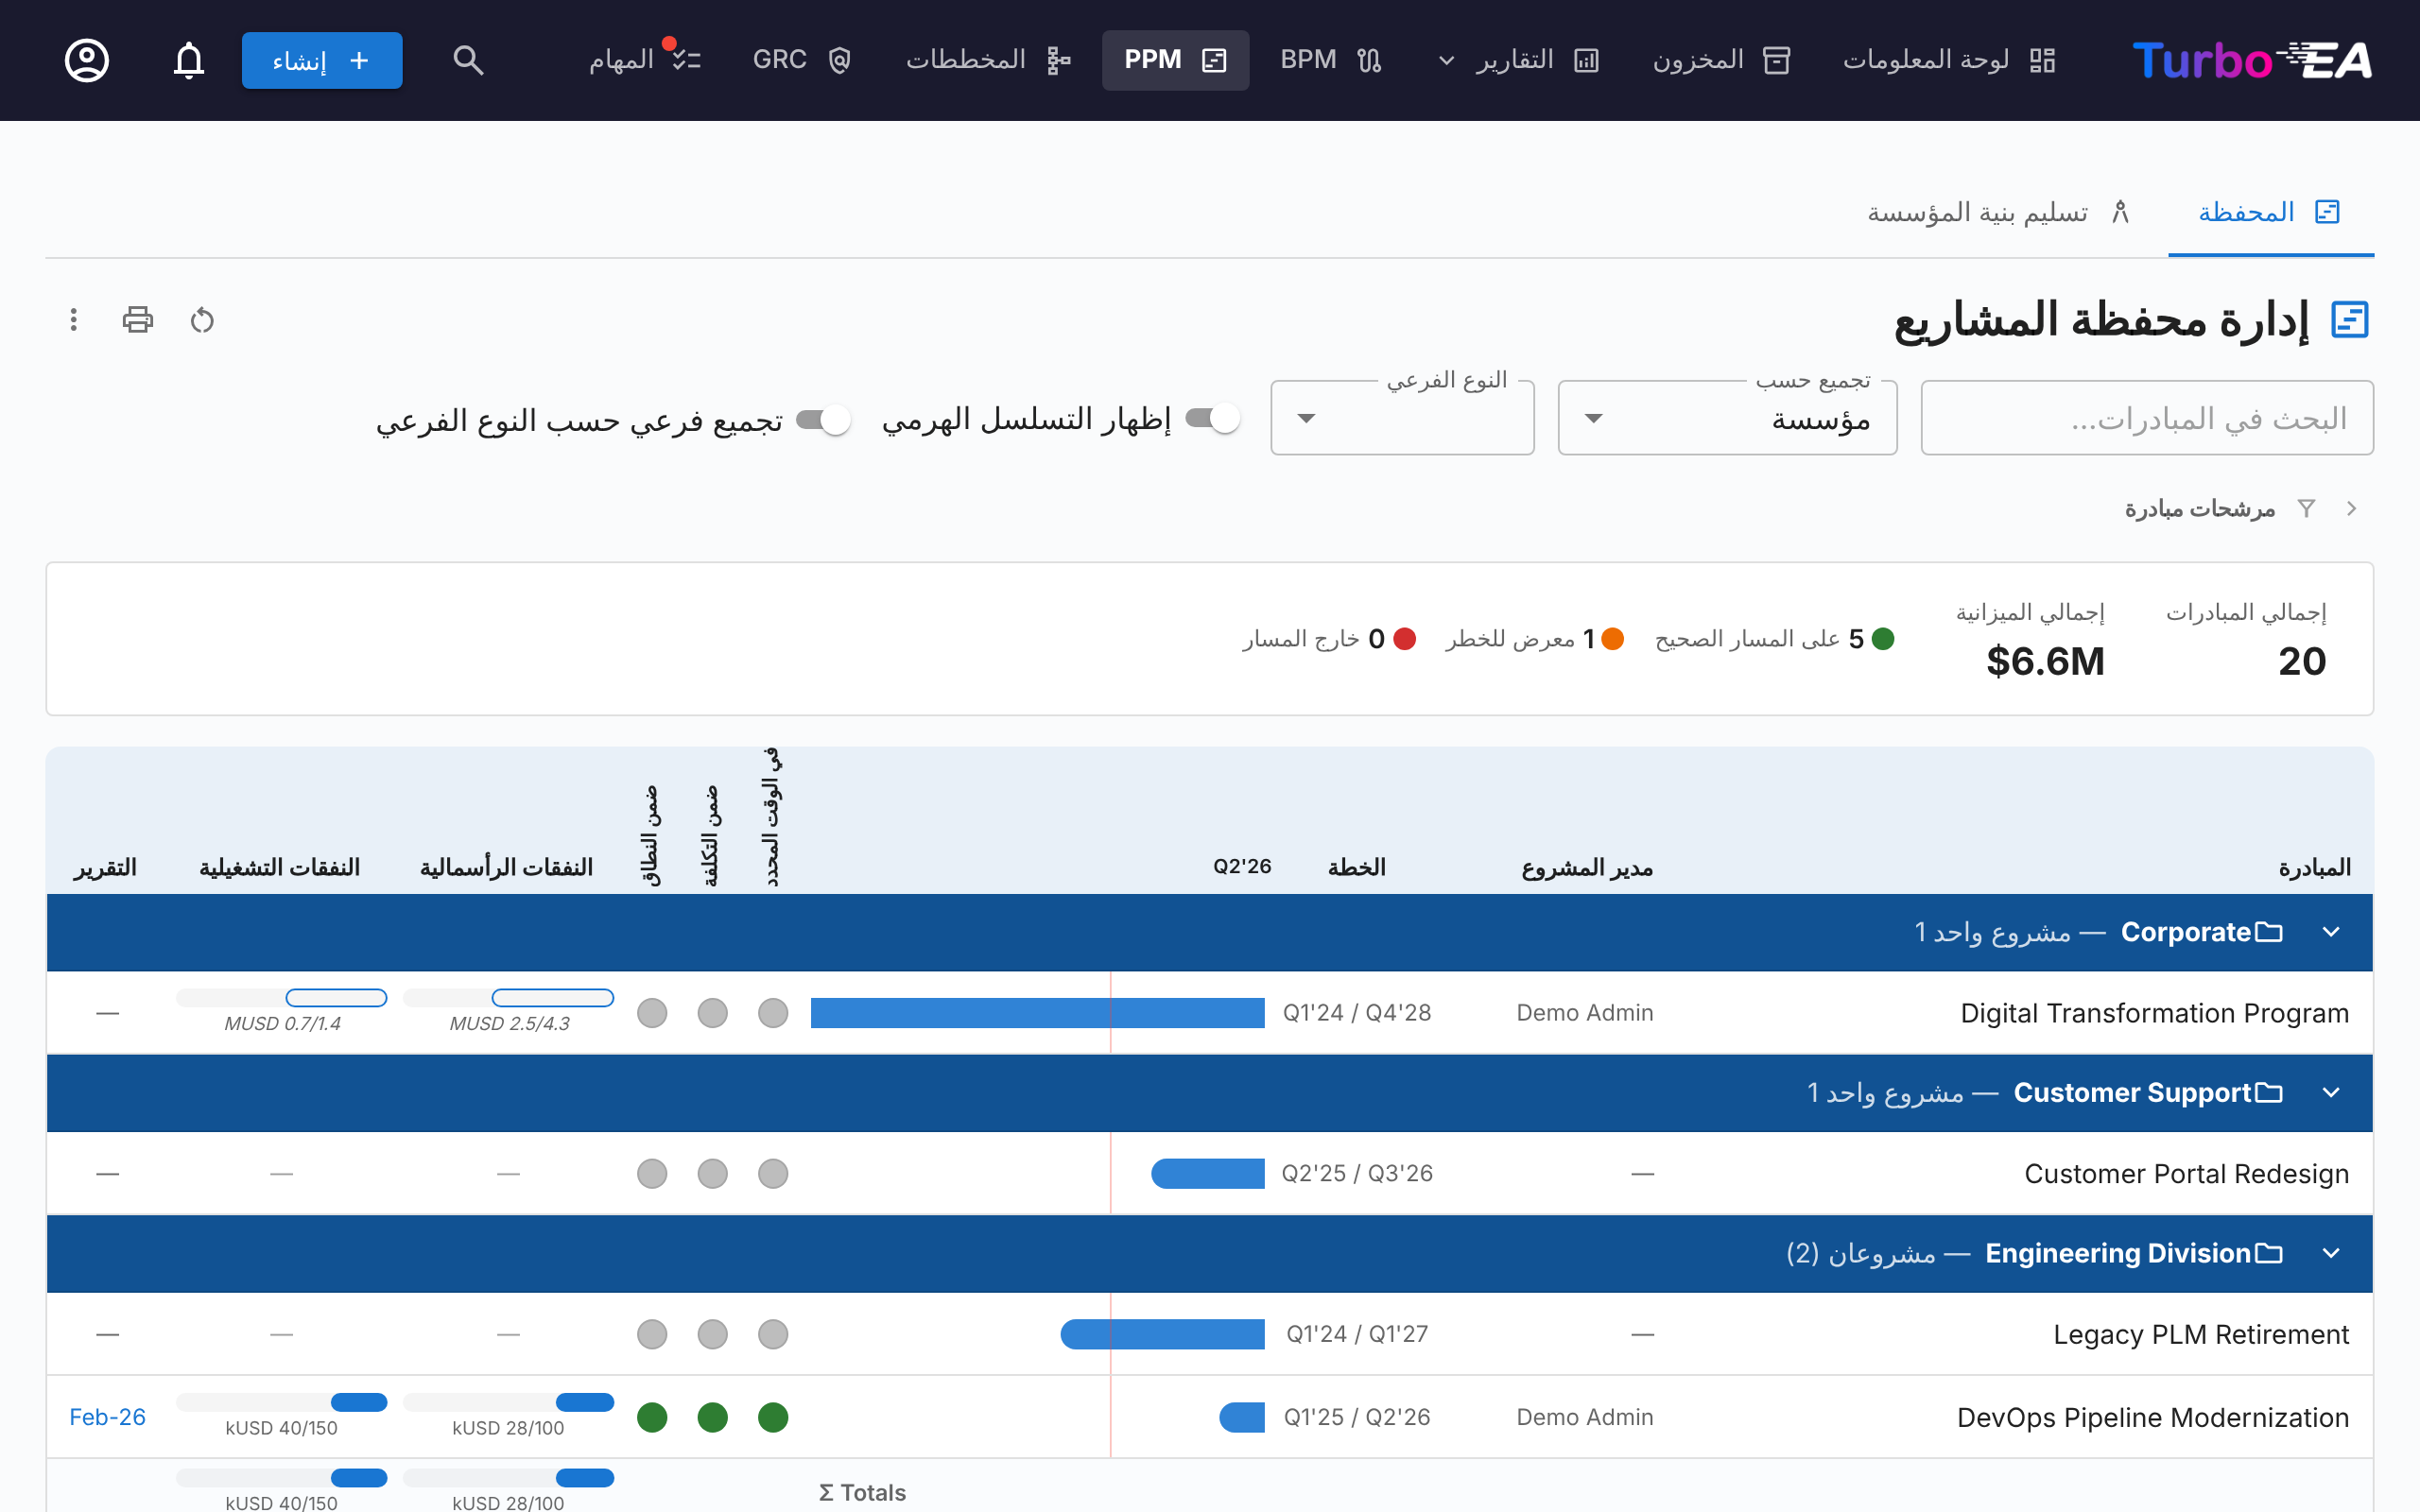 Turbo EA
لوحة المعلومات
المخزون
التقارير
BPM
PPM
المخططات
GRC
المهام
إنشاء
المحفظة
تسليم بنية المؤسسة
إدارة محفظة المشاريع
البحث في المبادرات...
تجميع حسب
مؤسسة
النوع الفرعي
إظهار التسلسل الهرمي
تجميع فرعي حسب النوع الفرعي
مرشحات مبادرة
إجمالي المبادرات
20
إجمالي الميزانية
$6.6M
5 على المسار الصحيح
1 معرض للخطر
0 خارج المسار
المبادرة
مدير المشروع
الخطة
Q2'26
في الوقت المحدد
ضمن التكلفة
ضمن النطاق
النفقات الرأسمالية
النفقات التشغيلية
التقرير
Corporate — مشروع واحد 1
Digital Transformation Program
Demo Admin
Q1'24 / Q4'28
MUSD 2.5/4.3
MUSD 0.7/1.4
—
Customer Support — مشروع واحد 1
Customer Portal Redesign
—
Q2'25 / Q3'26
—
—
—
Engineering Division — مشروعان (2)
Legacy PLM Retirement
—
Q1'24 / Q1'27
—
—
—
DevOps Pipeline Modernization
Demo Admin
Q1'25 / Q2'26
kUSD 28/100
kUSD 40/150
Feb-26
Σ Totals
kUSD 28/100
kUSD 40/150